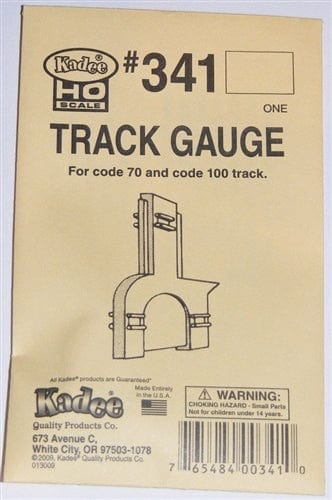 Kadee
HO
SCALE
#341
ONE
TRACK GAUGE
For code 70 and code 100 track.
All Kadee® products are Guaranteed*
Made Entirely
in the U.S.A.
Kadee®
Quality Products Co.
673 Avenue C,
White City, OR 97503-1078
©2009, Kadee® Quality Products Co.
013009
WARNING:
CHOKING HAZARD - Small Parts
Not for children under 14 years.
7 65484 00341 0